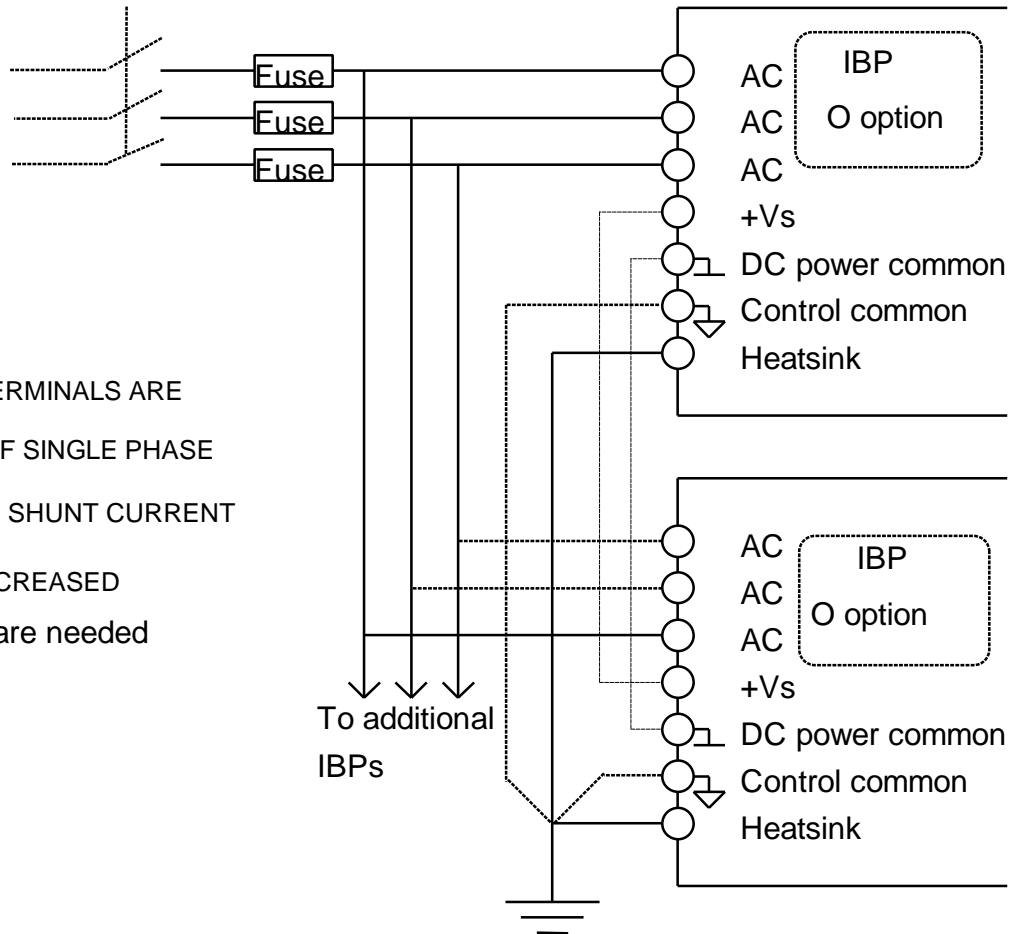 Fuse
Fuse
Fuse
AC
AC
AC
+Vs
DC power common
Control common
Heatsink
IBP
O option
ERMINALS ARE
F SINGLE PHASE
SHUNT CURRENT
CREASED
are needed
To additional
IBPs
AC
AC
AC
+Vs
DC power common
Control common
Heatsink
IBP
O option